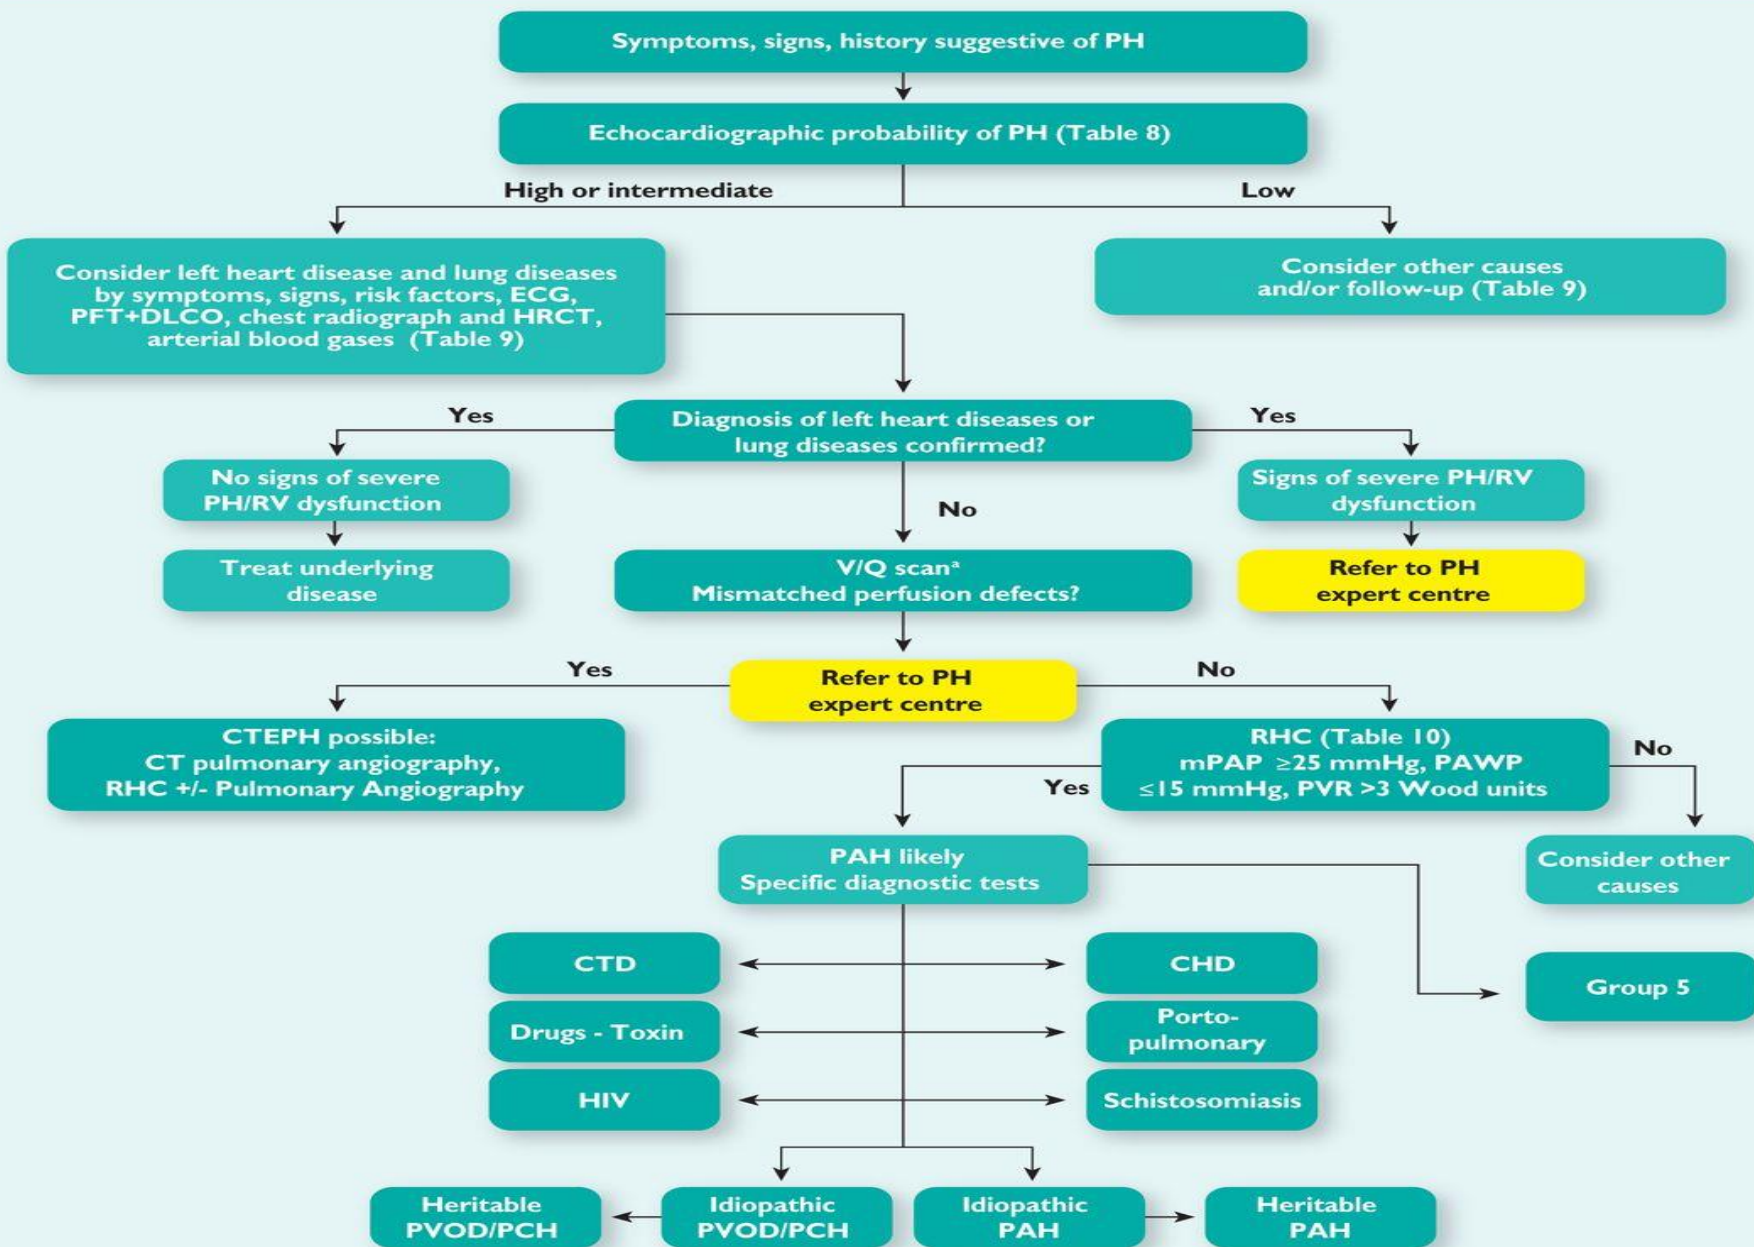 Symptoms, signs, history suggestive of PH
Echocardiographic probability of PH (Table 8)
High or intermediate
Low
Consider left heart disease and lung diseases
by symptoms, signs, risk factors, ECG,
PFT+DLCO, chest radiograph and HRCT,
arterial blood gases (Table 9)
Consider other causes
and/or follow-up (Table 9)
Yes
Diagnosis of left heart diseases or
lung diseases confirmed?
Yes
No signs of severe
PH/RV dysfunction
Signs of severe PH/RV
dysfunction
No
Treat underlying
disease
V/Q scanᵃ
Mismatched perfusion defects?
Refer to PH
expert centre
Yes
Refer to PH
expert centre
No
CTEPH possible:
CT pulmonary angiography,
RHC +/- Pulmonary Angiography
RHC (Table 10)
mPAP ≥25 mmHg, PAWP
≤15 mmHg, PVR >3 Wood units
No
Yes
PAH likely
Specific diagnostic tests
Consider other
causes
CTD
CHD
Group 5
Drugs - Toxin
Porto-
pulmonary
HIV
Schistosomiasis
Heritable
PVOD/PCH
Idiopathic
PVOD/PCH
Idiopathic
PAH
Heritable
PAH